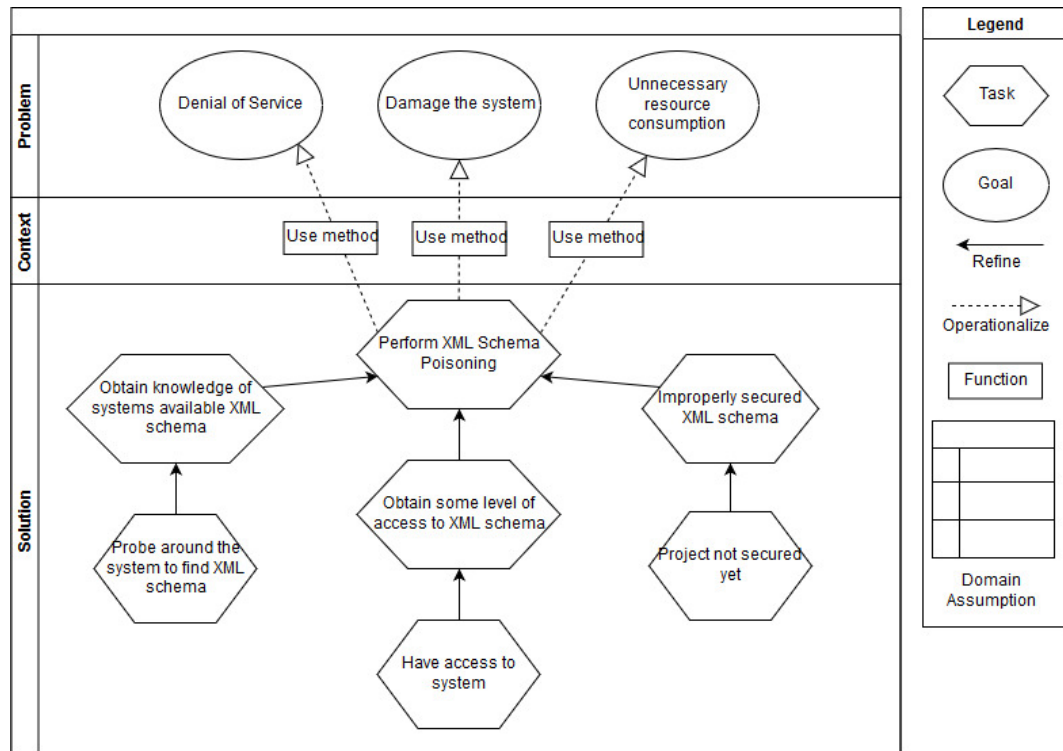 Problem
Denial of Service
Damage the system
Unnecessary
resource
consumption
Context
Use method
Use method
Use method
Solution
Perform XML Schema
Poisoning
Obtain knowledge of
systems available XML
schema
Improperly secured
XML schema
Obtain some level of
access to XML schema
Probe around the
system to find XML
schema
Project not secured
yet
Have access to
system
Legend
Task
Goal
Refine
Operationalize
Function
Domain
Assumption